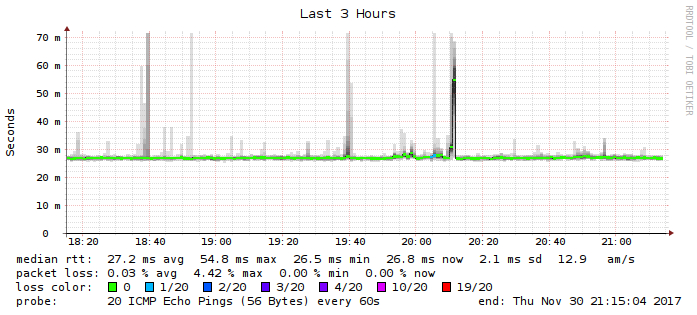 Last 3 Hours
RRDTOOL / TOBI OETIKER
Seconds
70 m
60 m
50 m
40 m
30 m
20 m
10 m
0
18:20 18:40 19:00 19:20 19:40 20:00 20:20 20:40 21:00
median rtt: 27.2 ms avg 54.8 ms max 26.5 ms min 26.8 ms now 2.1 ms sd 12.9 am/s
packet loss: 0.03 % avg 4.42 % max 0.00 % min 0.00 % now
loss color: 0 1/20 2/20 3/20 4/20 10/20 19/20
probe: 20 ICMP Echo Pings (56 Bytes) every 60s end: Thu Nov 30 21:15:04 2017